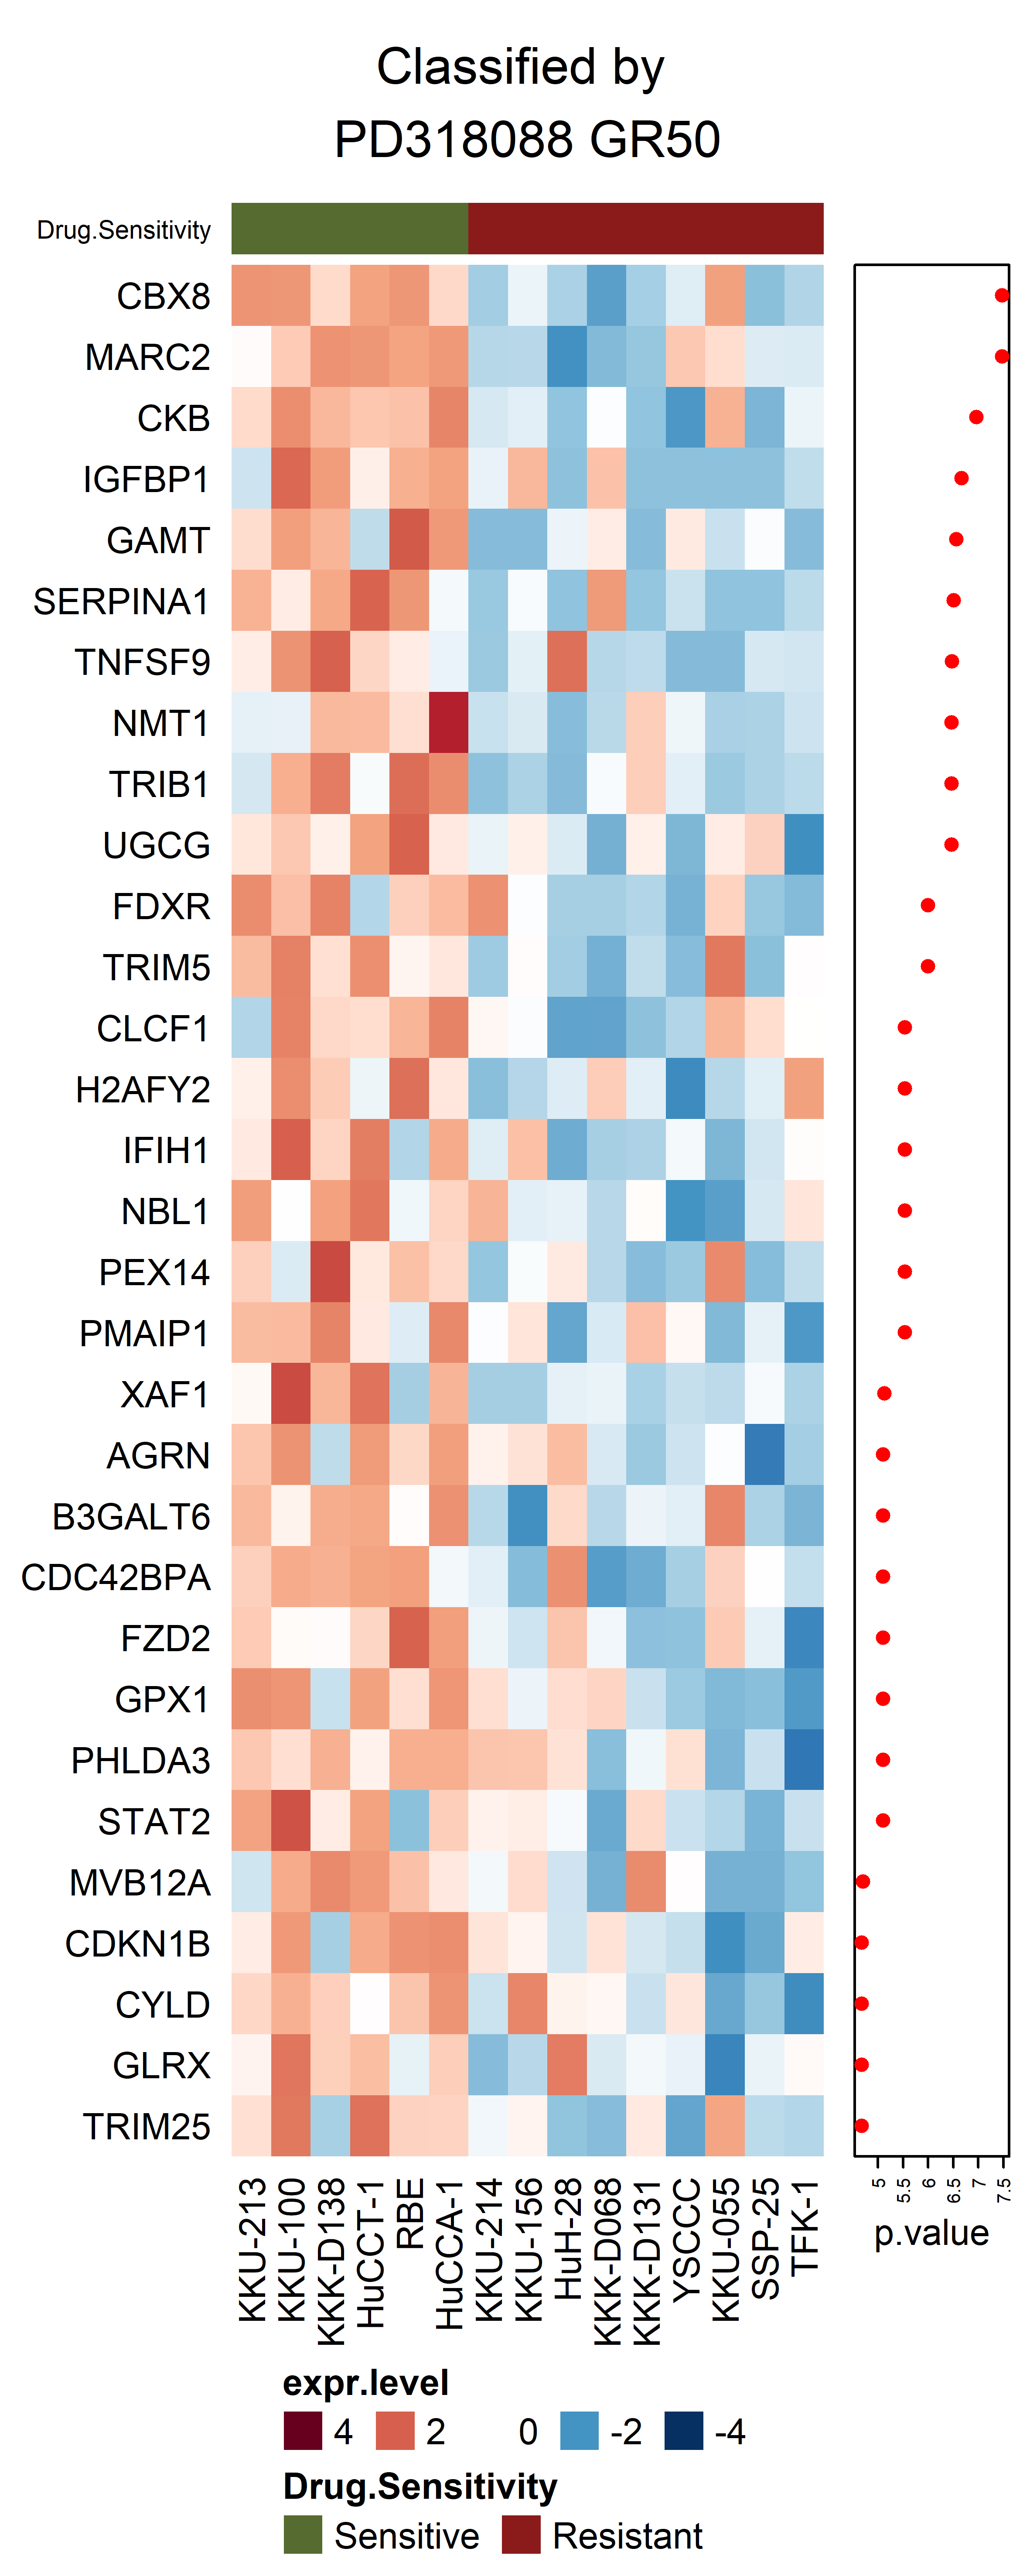 Classified by
PD318088 GR50
Drug.Sensitivity
CBX8
MARC2
CKB
IGFBP1
GAMT
SERPINA1
TNFSF9
NMT1
TRIB1
UGCG
FDXR
TRIM5
CLCF1
H2AFY2
IFIH1
NBL1
PEX14
PMAIP1
XAF1
AGRN
B3GALT6
CDC42BPA
FZD2
GPX1
PHLDA3
STAT2
MVB12A
CDKN1B
CYLD
GLRX
TRIM25
KKU-213
KKU-100
KKK-D138
HuCCT-1
RBE
HuCCA-1
KKU-214
KKU-156
HuH-28
KKK-D068
KKK-D131
YSCCC
KKU-055
SSP-25
TFK-1
5
5.5
6
6.5
7
7.5
p.value
expr.level
4 2 0 -2 -4
Drug.Sensitivity
Sensitive Resistant